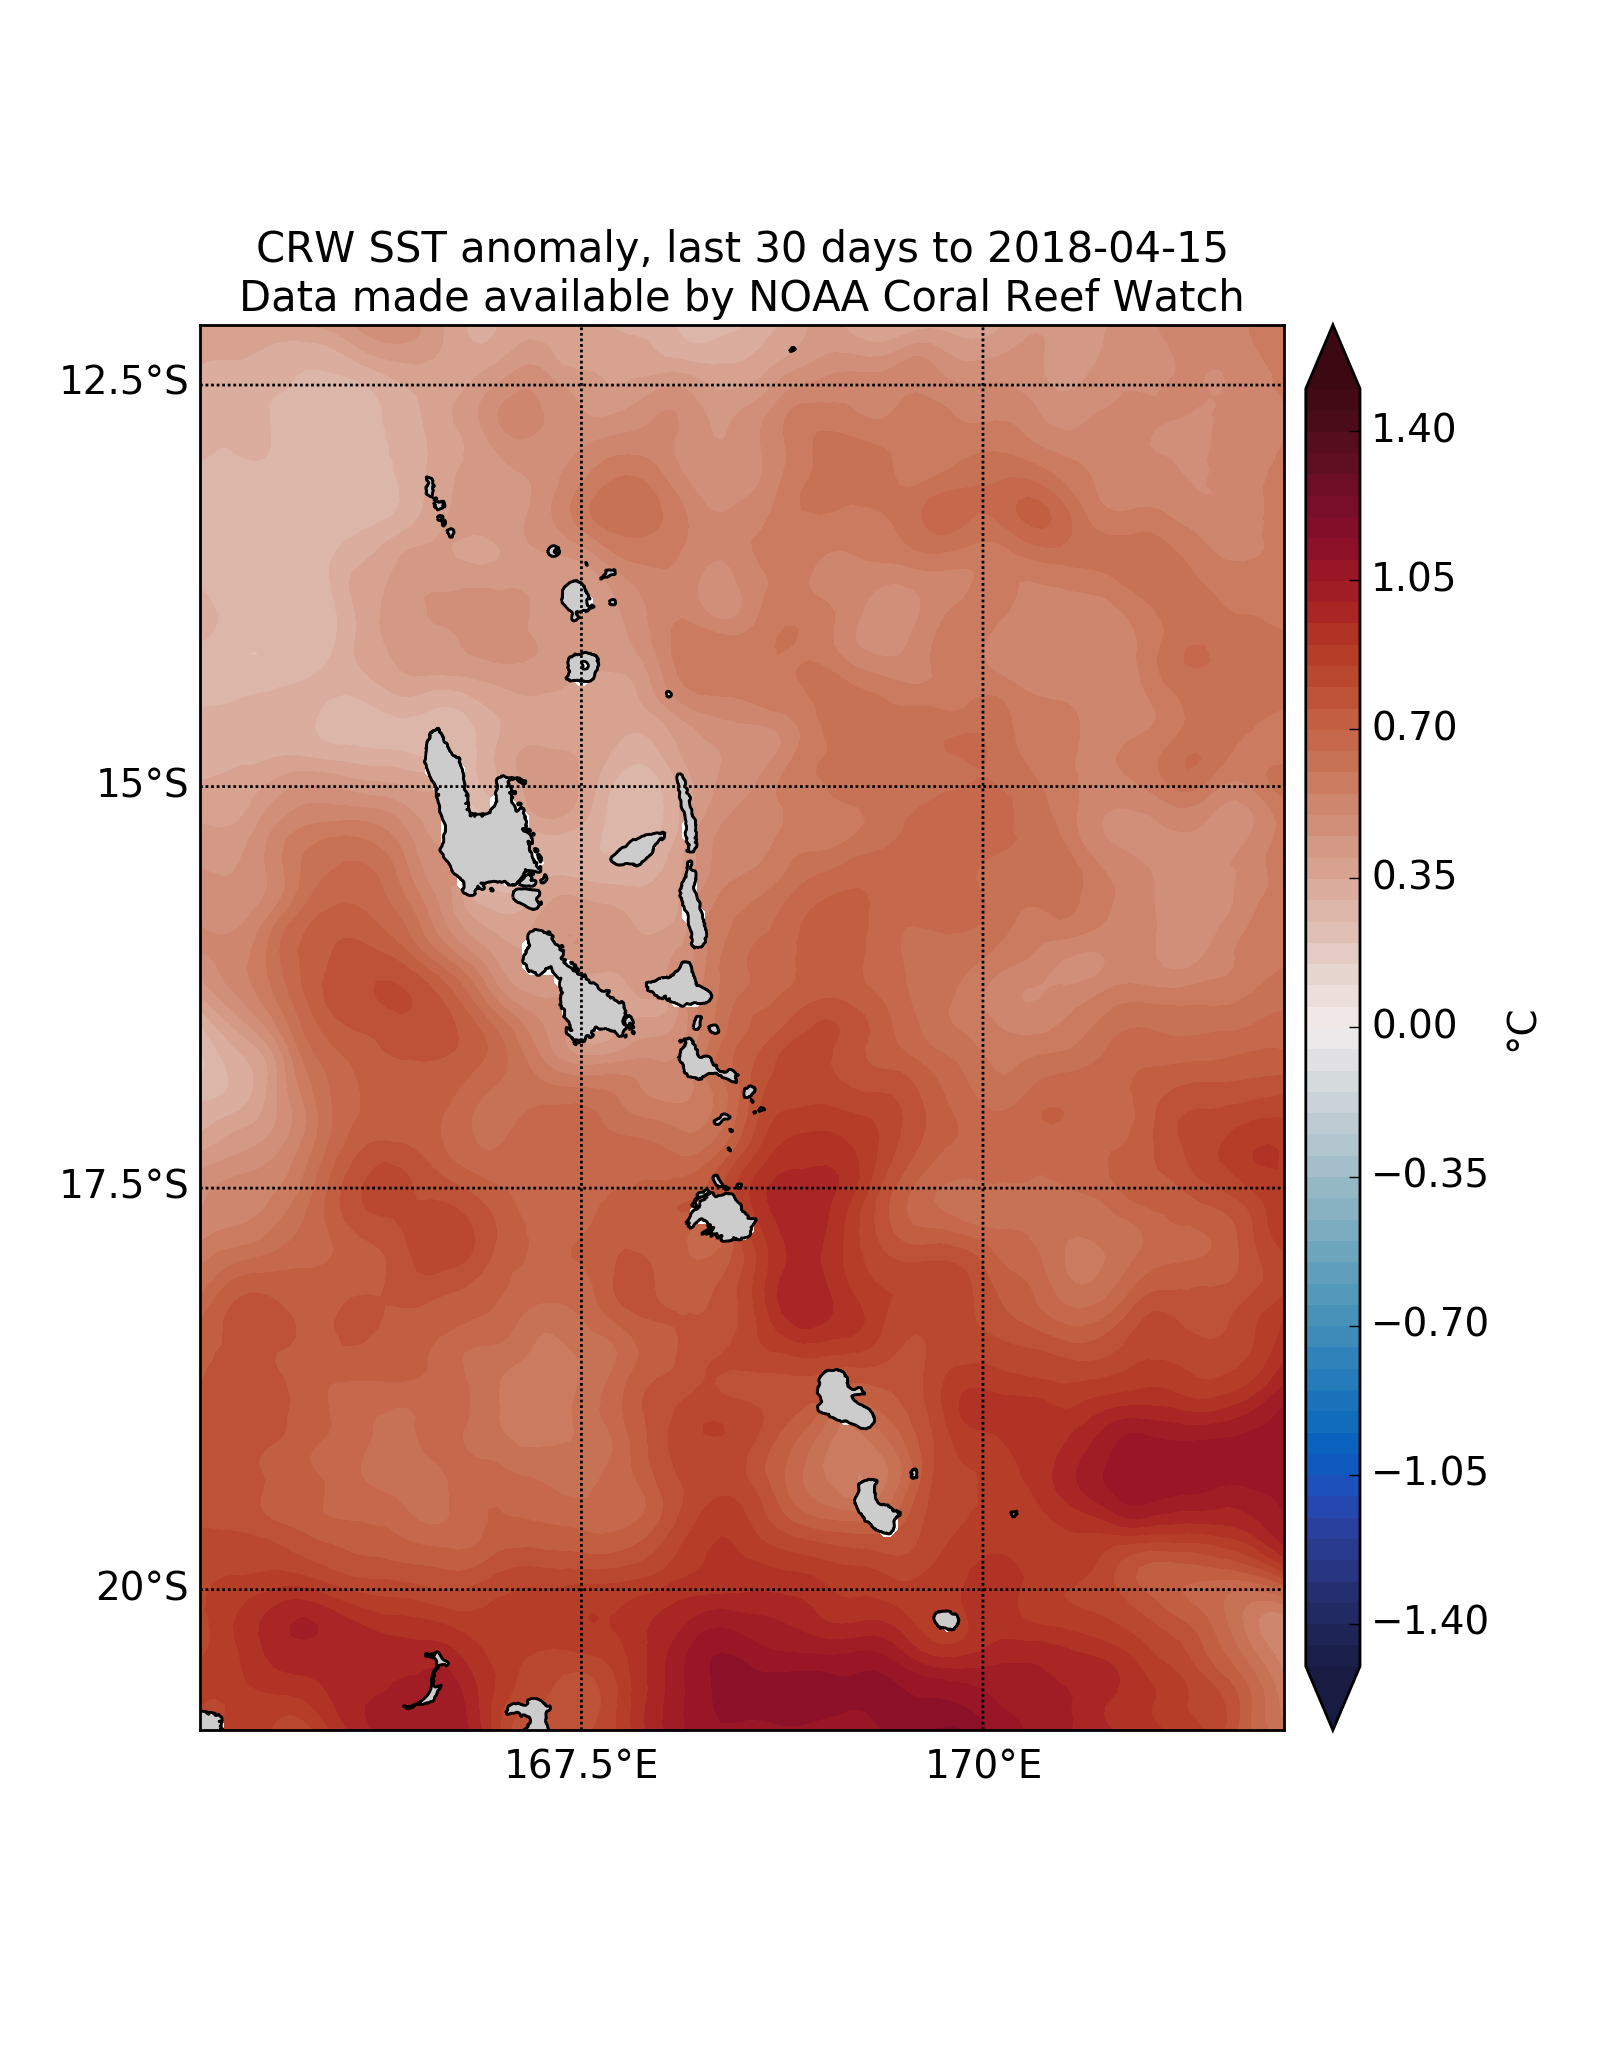 CRW SST anomaly, last 30 days to 2018-04-15
Data made available by NOAA Coral Reef Watch
12.5°S
15°S
17.5°S
20°S
167.5°E
170°E
1.40
1.05
0.70
0.35
0.00
−0.35
−0.70
−1.05
−1.40
°C